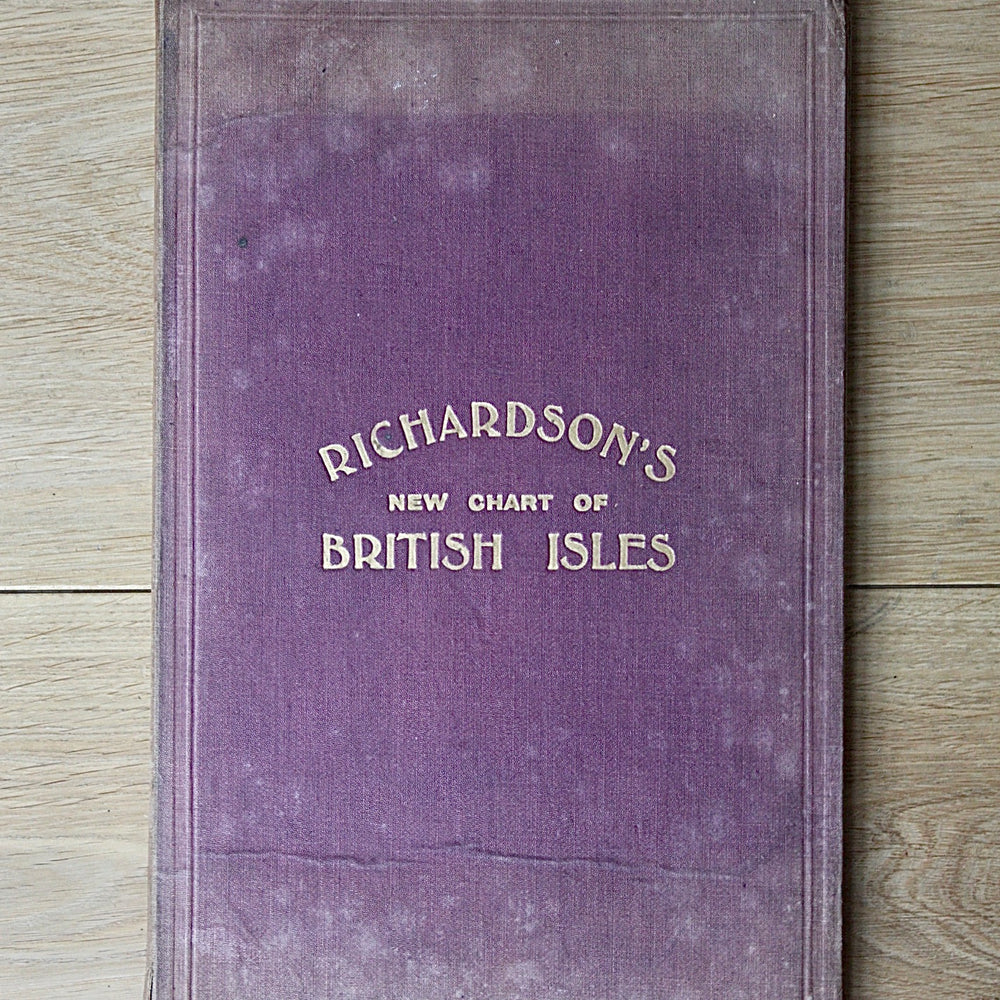 RICHARDSON'S
NEW CHART OF
BRITISH ISLES